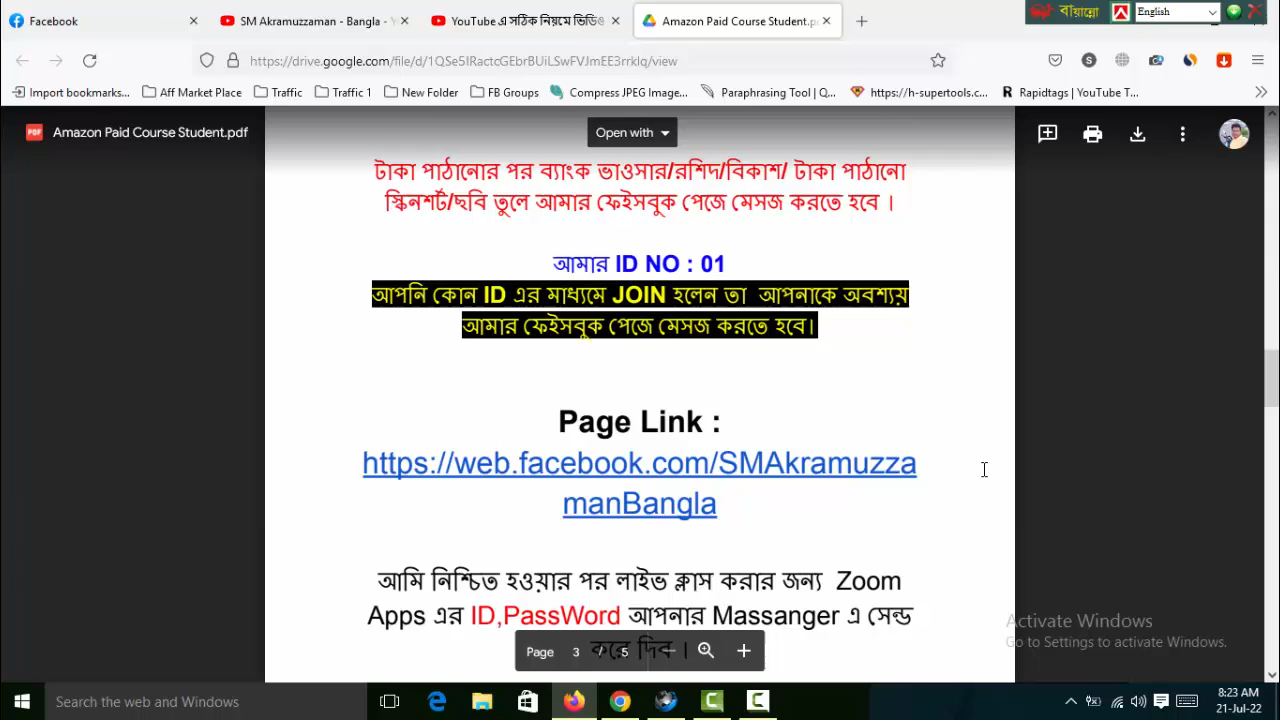 Facebook
SM Akramuzzaman - Bangla - Y
YouTube এ সঠিক নিয়মে ভিডিও
Amazon Paid Course Student.p
বায়ান্নো
English
https://drive.google.com/file/d/1QSe5IRactcGEbrBUiLSwFVJmEE3rrklq/view
Import bookmarks...
Aff Market Place
Traffic
Traffic 1
New Folder
FB Groups
Compress JPEG Image...
Paraphrasing Tool | Q...
https://h-supertools.c...
Rapidtags | YouTube T...
PDF
Amazon Paid Course Student.pdf
Open with
টাকা পাঠানোর পর ব্যাংক ভাওসার/রশিদ/বিকাশ/ টাকা পাঠানো
স্কিনশর্ট/ছবি তুলে আমার ফেইসবুক পেজে মেসজ করতে হবে ।
আমার ID NO : 01
আপনি কোন ID এর মাধ্যমে JOIN হলেন তা আপনাকে অবশ্যয়
আমার ফেইসবুক পেজে মেসজ করতে হবে।
Page Link :
https://web.facebook.com/SMAkramuzza
manBangla
আমি নিশ্চিত হওয়ার পর লাইভ ক্লাস করার জন্য Zoom
Apps এর ID,PassWord আপনার Massanger এ সেন্ড
করে দিব ।
Page 3 / 5
Activate Windows
Go to Settings to activate Windows.
Search the web and Windows
8:23 AM
21-Jul-22